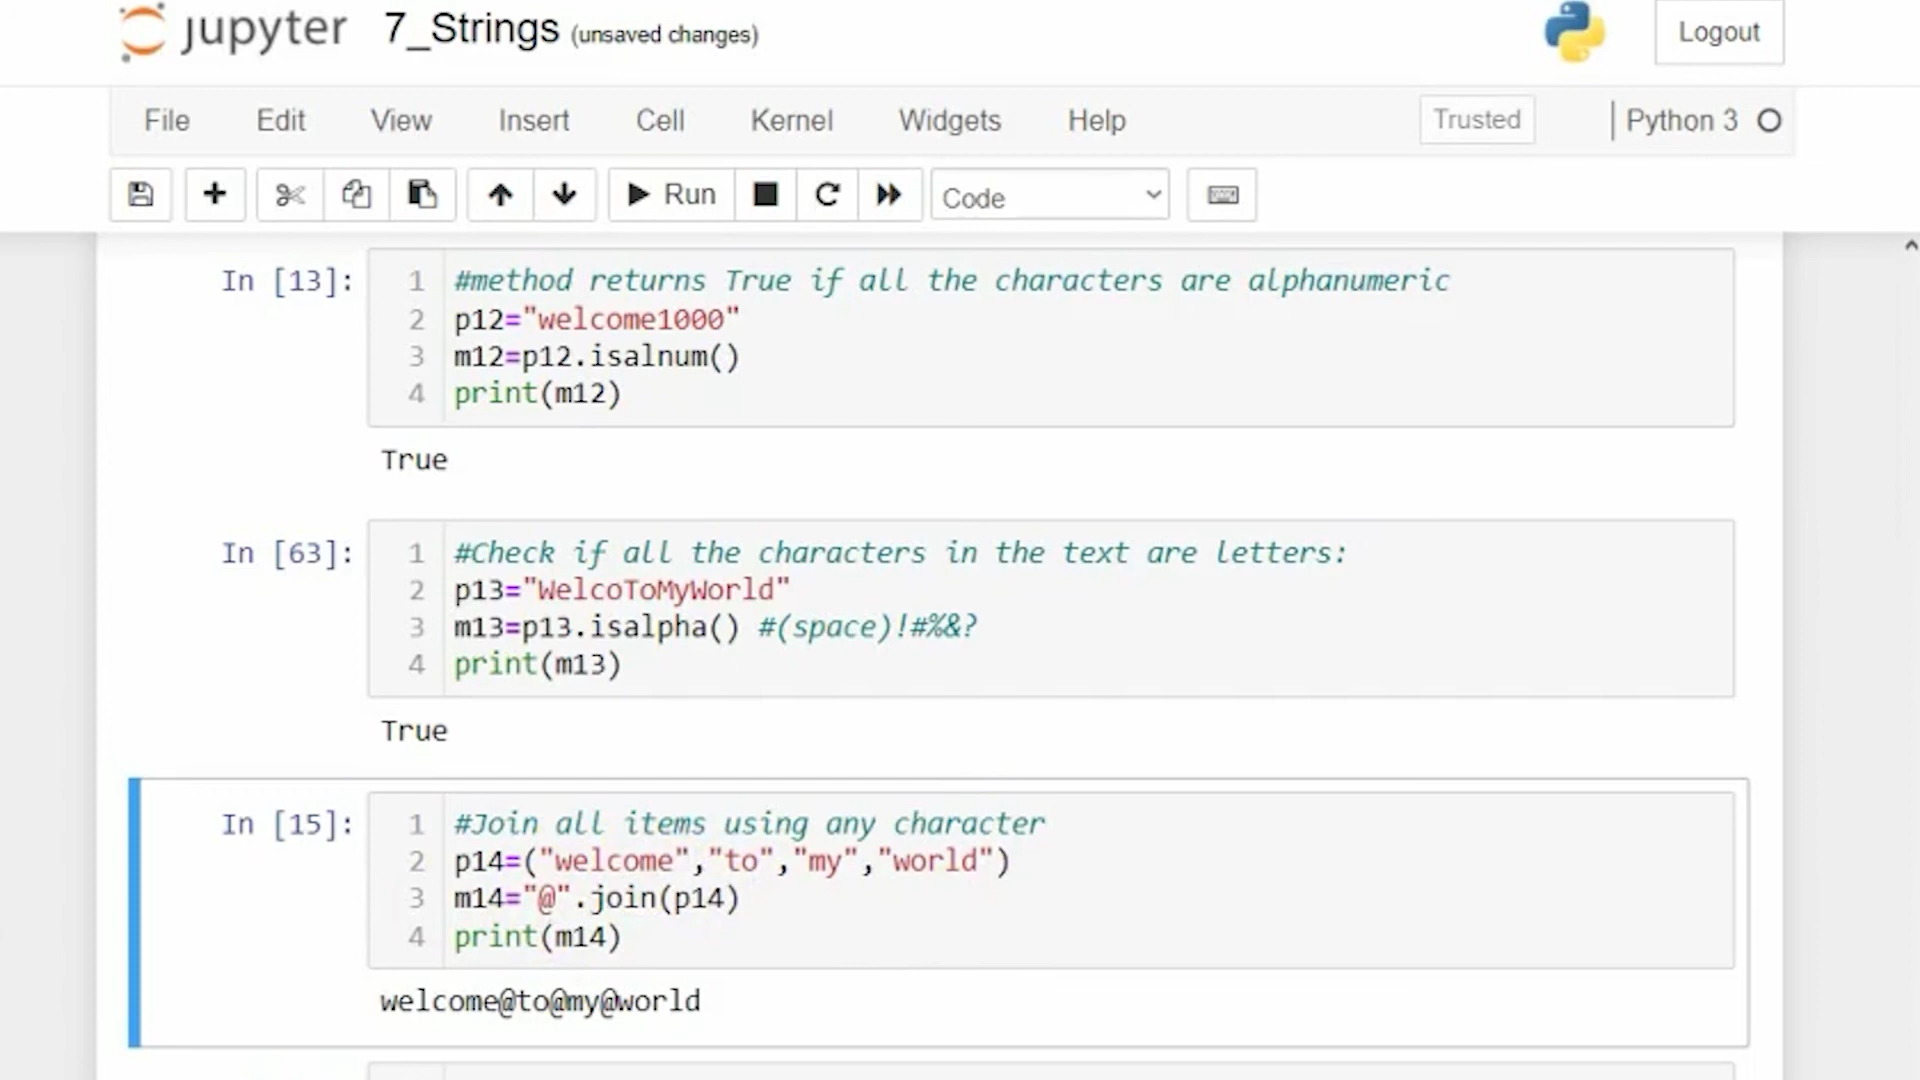 jupyter 7_Strings (unsaved changes) Logout
File Edit View Insert Cell Kernel Widgets Help Trusted Python 3
Run Code
In [13]: 1 #method returns True if all the characters are alphanumeric
2 p12="welcome1000"
3 m12=p12.isalnum()
4 print(m12)
True
In [63]: 1 #Check if all the characters in the text are letters:
2 p13="WelcoToMyWorld"
3 m13=p13.isalpha() #(space)!#%&?
4 print(m13)
True
In [15]: 1 #Join all items using any character
2 p14=("welcome","to","my","world")
3 m14="@".join(p14)
4 print(m14)
welcome@to@my@world